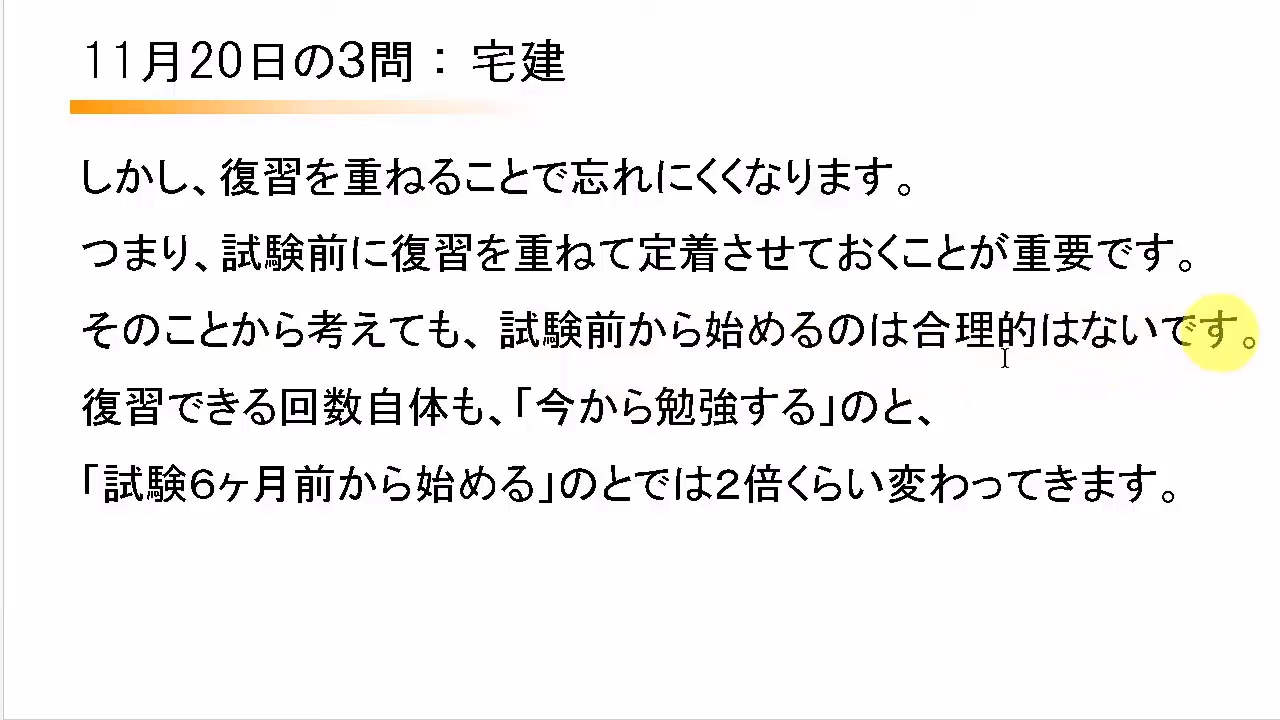 11月20日の3問：宅建
しかし、復習を重ねることで忘れにくくなります。
つまり、試験前に復習を重ねて定着させておくことが重要です。
そのことから考えても、試験前から始めるのは合理的はないです。
復習できる回数自体も、「今から勉強する」のと、
「試験６ヶ月前から始める」のとでは２倍くらい変わってきます。